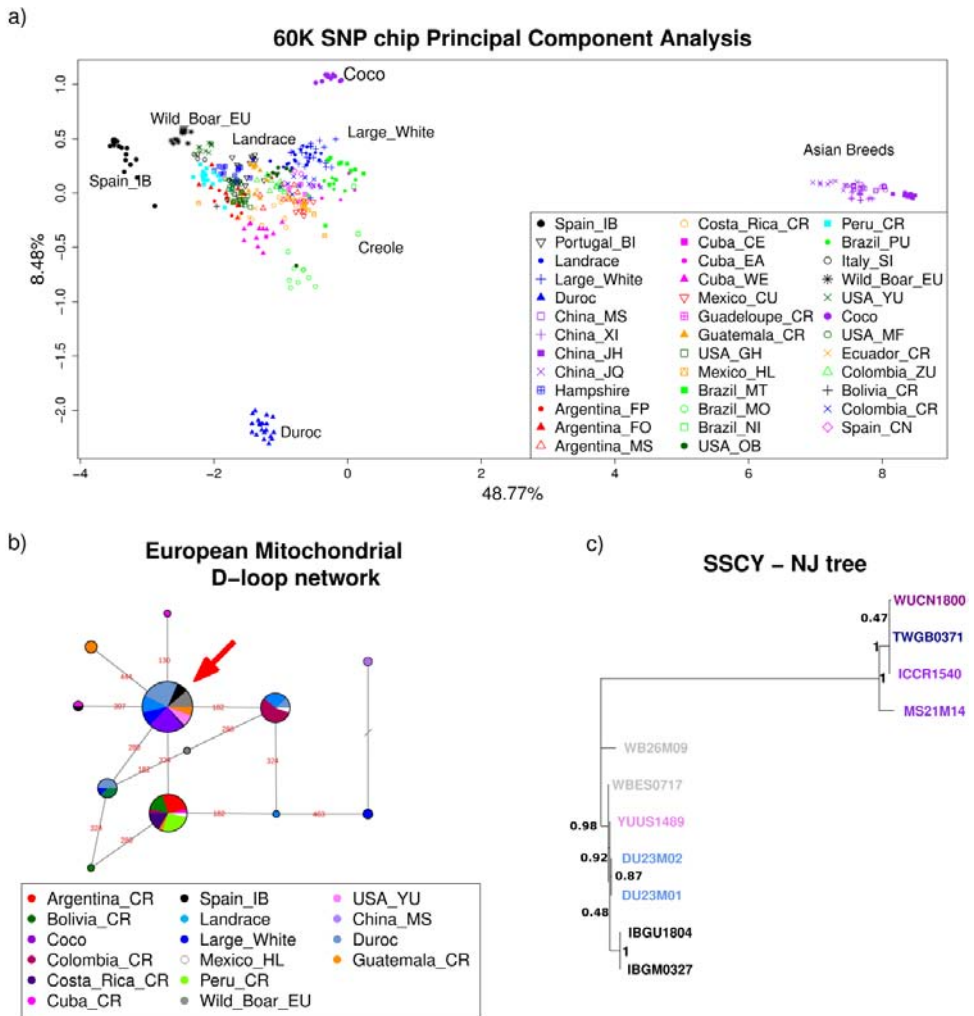 a)
60K SNP chip Principal Component Analysis
8.48%
1.0
0.5
0.0
−0.5
−1.0
−1.5
−2.0
Coco
Wild_Boar_EU
Landrace
Large_White
Spain_IB
Asian Breeds
Creole
Duroc
−4
−2
0
2
4
6
8
48.77%
Spain_IB
Portugal_BI
Landrace
Large_White
Duroc
China_MS
China_XI
China_JH
China_JQ
Hampshire
Argentina_FP
Argentina_FO
Argentina_MS
Costa_Rica_CR
Cuba_CE
Cuba_EA
Cuba_WE
Mexico_CU
Guadeloupe_CR
Guatemala_CR
USA_GH
Mexico_HL
Brazil_MT
Brazil_MO
Brazil_NI
USA_OB
Peru_CR
Brazil_PU
Italy_SI
Wild_Boar_EU
USA_YU
Coco
USA_MF
Ecuador_CR
Colombia_ZU
Bolivia_CR
Colombia_CR
Spain_CN
b)
European Mitochondrial
D−loop network
444
307
182
374
182
Argentina_CR
Bolivia_CR
Coco
Colombia_CR
Costa_Rica_CR
Cuba_CR
Spain_IB
Landrace
Large_White
Mexico_HL
Peru_CR
Wild_Boar_EU
USA_YU
China_MS
Duroc
Guatemala_CR
c)
SSCY − NJ tree
WUCN1800
0.47
TWGB0371
1
ICCR1540
1
MS21M14
WB26M09
WBES0717
YUUS1489
0.98
DU23M02
0.92
0.87
DU23M01
0.48
IBGU1804
1
IBGM0327